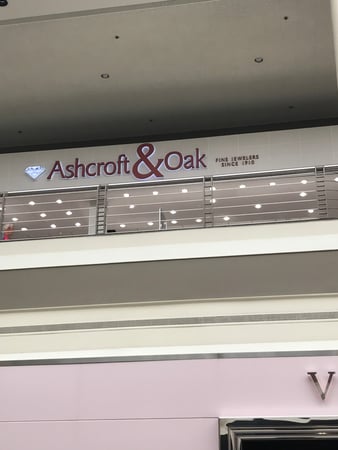 Ashcroft & Oak
FINE JEWELERS
SINCE 1910
V